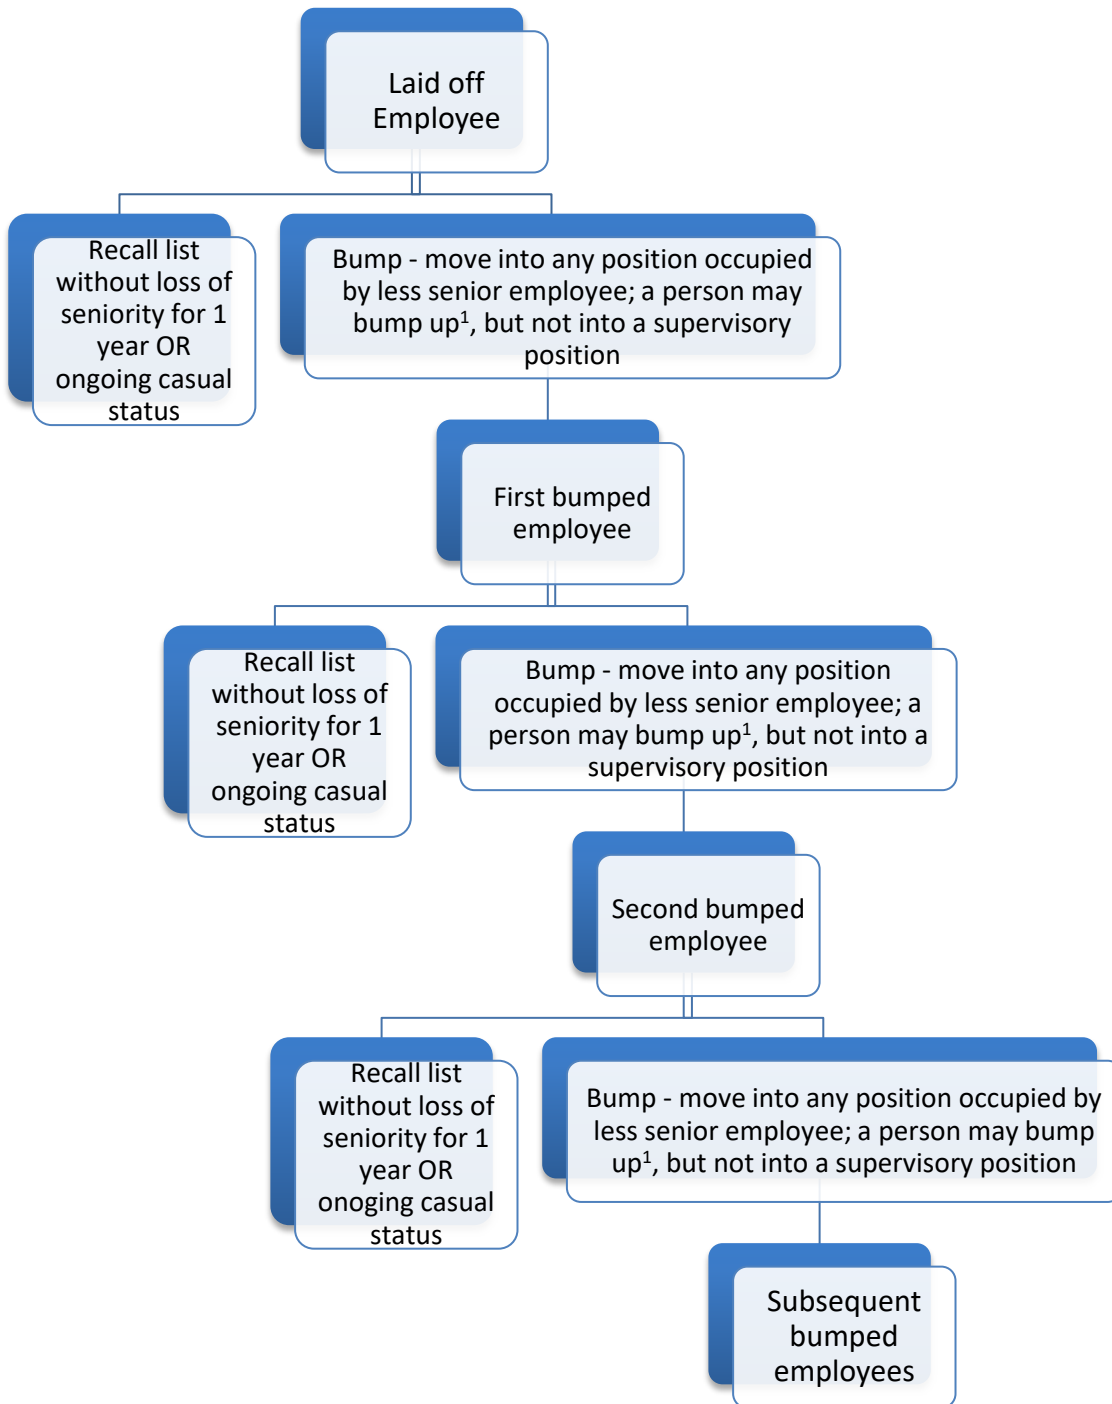 Laid off
Employee
Recall list
without loss of
seniority for 1
year OR
ongoing casual
status
Bump - move into any position occupied
by less senior employee; a person may
bump up¹, but not into a supervisory
position
First bumped
employee
Recall list
without loss of
seniority for 1
year OR
ongoing casual
status
Bump - move into any position
occupied by less senior employee; a
person may bump up¹, but not into a
supervisory position
Second bumped
employee
Recall list
without loss of
seniority for 1
year OR
onoging casual
status
Bump - move into any position occupied by
less senior employee; a person may bump
up¹, but not into a supervisory position
Subsequent
bumped
employees